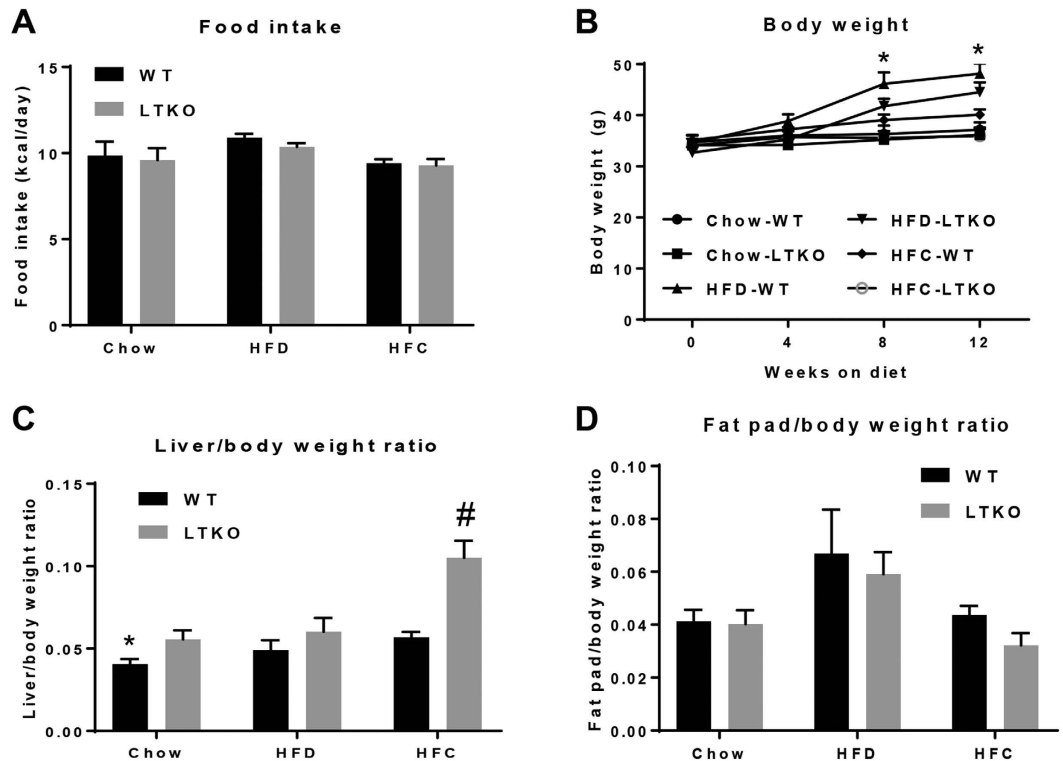 A
Food intake
WT
LTKO
Food intake (kcal/day)
15
10
5
0
Chow HFD HFC
B
Body weight
* *
Body weight (g)
50
40
30
20
10
0
Chow-WT HFD-LTKO
Chow-LTKO HFC-WT
HFD-WT HFC-LTKO
0 4 8 12
Weeks on diet
C
Liver/body weight ratio
WT
LTKO
Liver/body weight ratio
0.15
0.10
0.05
0.00
* #
Chow HFD HFC
D
Fat pad/body weight ratio
WT
LTKO
Fat pad/body weight ratio
0.10
0.08
0.06
0.04
0.02
0.00
Chow HFD HFC